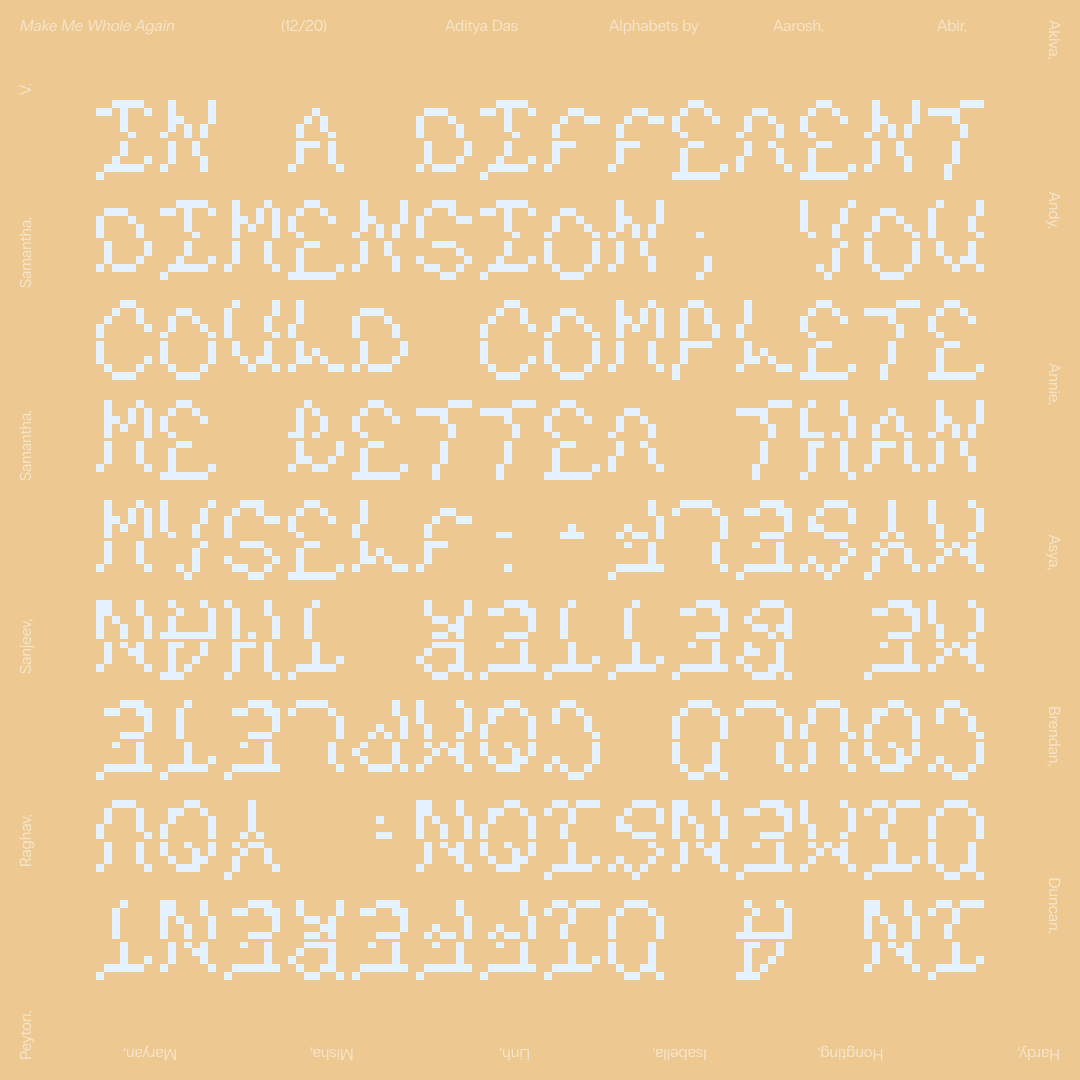 Make Me Whole Again (12/20) Aditya Das Alphabets by Aarosh, Abir,
Akiva,
Andy,
Annie,
Asya,
Brendan,
Duncan,
Hardy,
Hongting,
Isabella,
Linh,
Misha,
Maryan,
Peyton,
Raghav,
Sanjeev,
Samantha,
Samantha,
V.
IN A DIFFERENT
DIMENSION; YOU
COULD COMPLETE
ME BETTER THAN
MYSELF.
IN A DIFFERENT
DIMENSION; YOU
COULD COMPLETE
ME BETTER THAN
MYSELF.